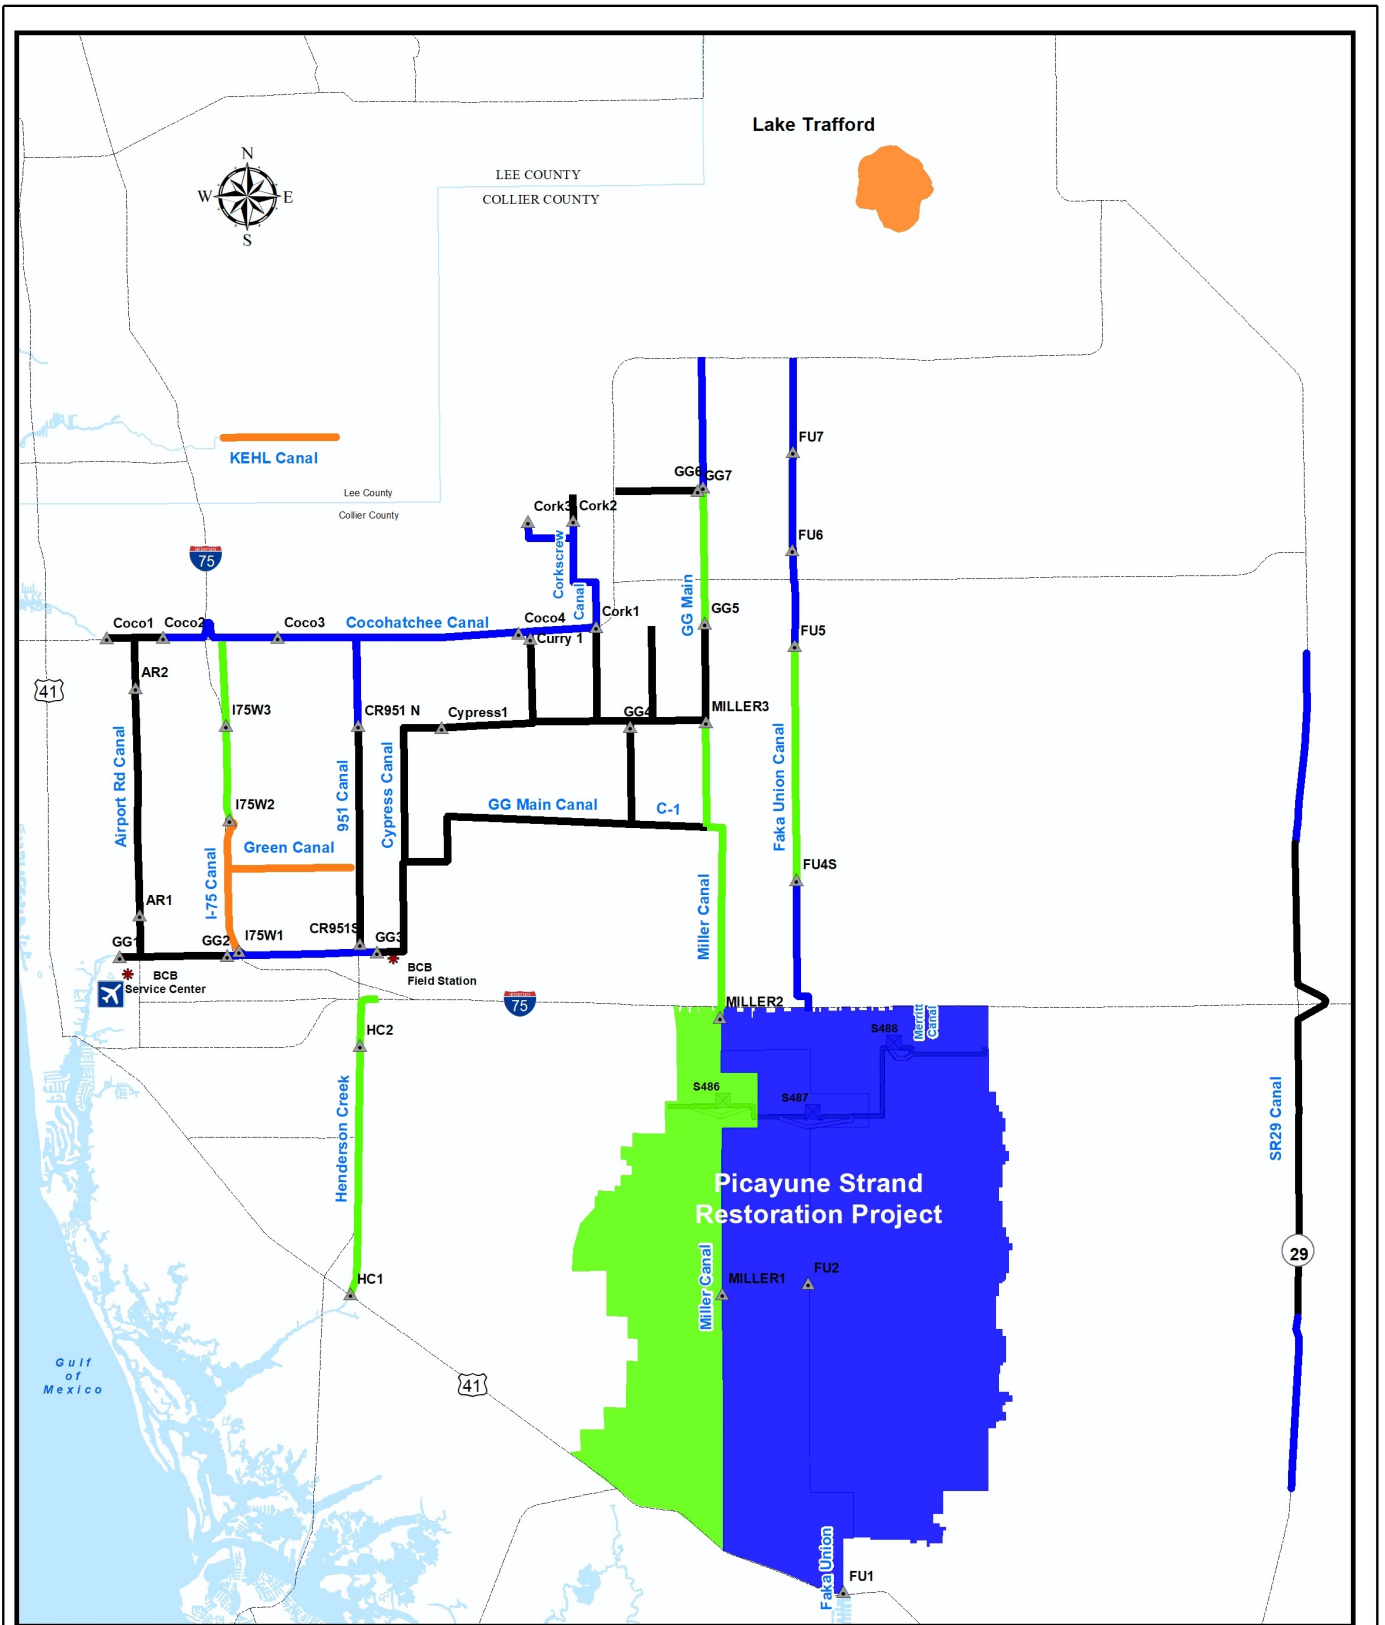 Lake Trafford
N
W
E
S
LEE COUNTY
COLLIER COUNTY
KEHL Canal
Lee County
Collier County
75
FU7
GG6
GG7
Cork3
Cork2
FU6
Corkscrew
Canal
GG Main
Coco1
Coco2
Coco3
Cocohatchee Canal
Coco4
Cork1
GG5
FU5
Curry 1
AR2
41
I75W3
CR951 N
Cypress1
GG4
MILLER3
Airport Rd Canal
951 Canal
Cypress Canal
Faka Union Canal
I75W2
GG Main Canal
C-1
Green Canal
FU4S
I-75 Canal
Miller Canal
AR1
GG1
GG2
I75W1
CR951S
GG3
BCB
Service Center
BCB
Field Station
75
MILLER2
HC2
S488
Merritt
Canal
S486
S487
Henderson Creek
SR29 Canal
Picayune Strand
Restoration Project
29
HC1
Miller Canal
MILLER1
FU2
Gulf
of
Mexico
41
Faka Union
FU1